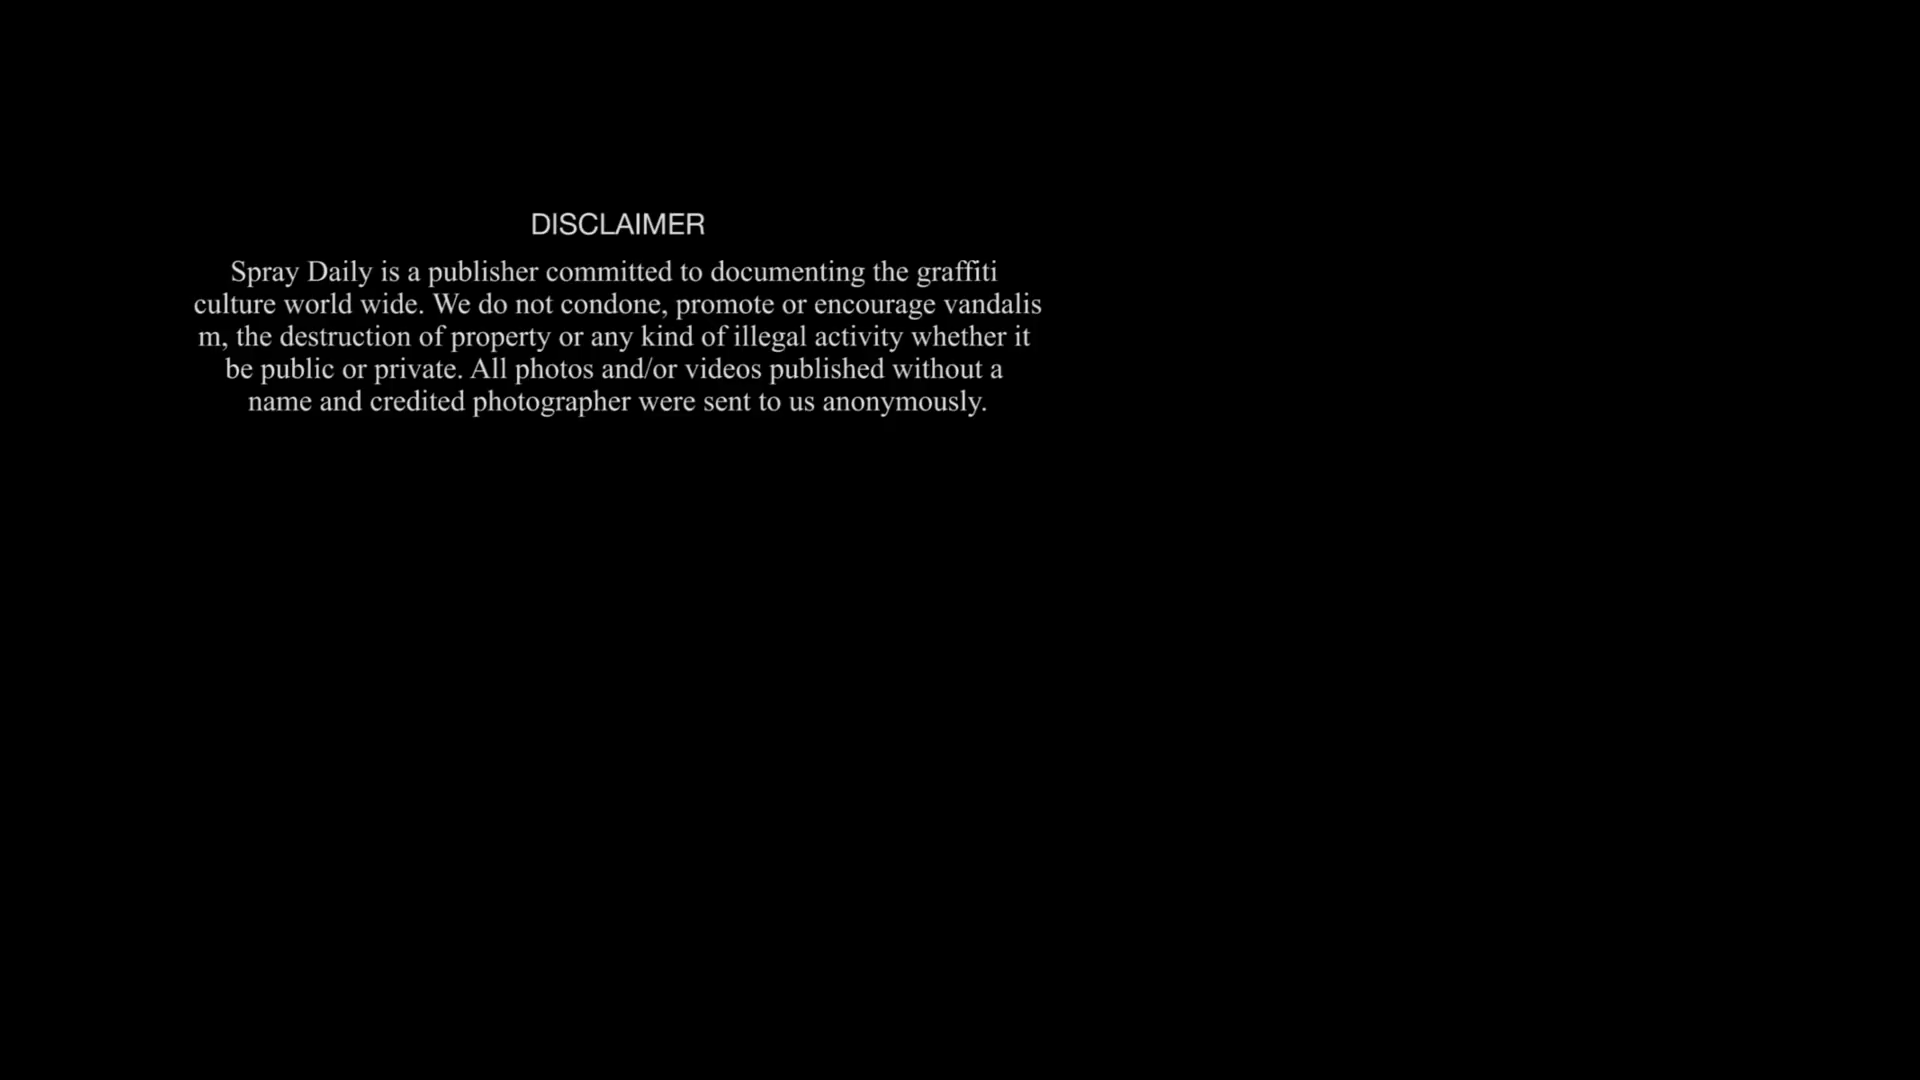 DISCLAIMER
Spray Daily is a publisher committed to documenting the graffiti
culture world wide. We do not condone, promote or encourage vandalis
m, the destruction of property or any kind of illegal activity whether it
be public or private. All photos and/or videos published without a
name and credited photographer were sent to us anonymously.